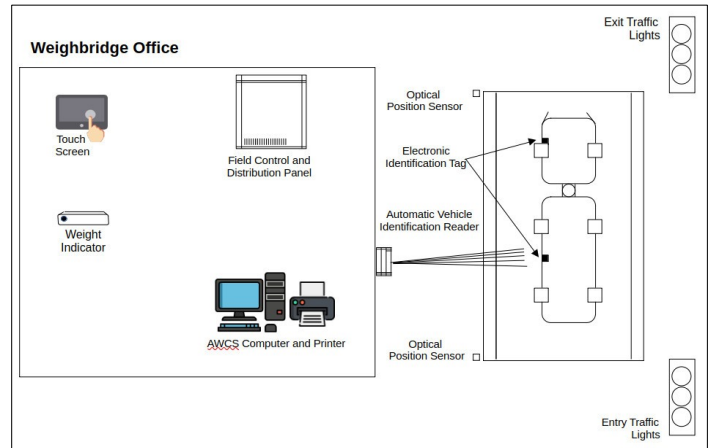 Weighbridge Office
Touch
Screen
Field Control and
Distribution Panel
Weight
Indicator
AWCS Computer and Printer
Exit Traffic
Lights
Optical
Position Sensor
Electronic
Identification Tag
Automatic Vehicle
Identification Reader
Optical
Position Sensor
Entry Traffic
Lights